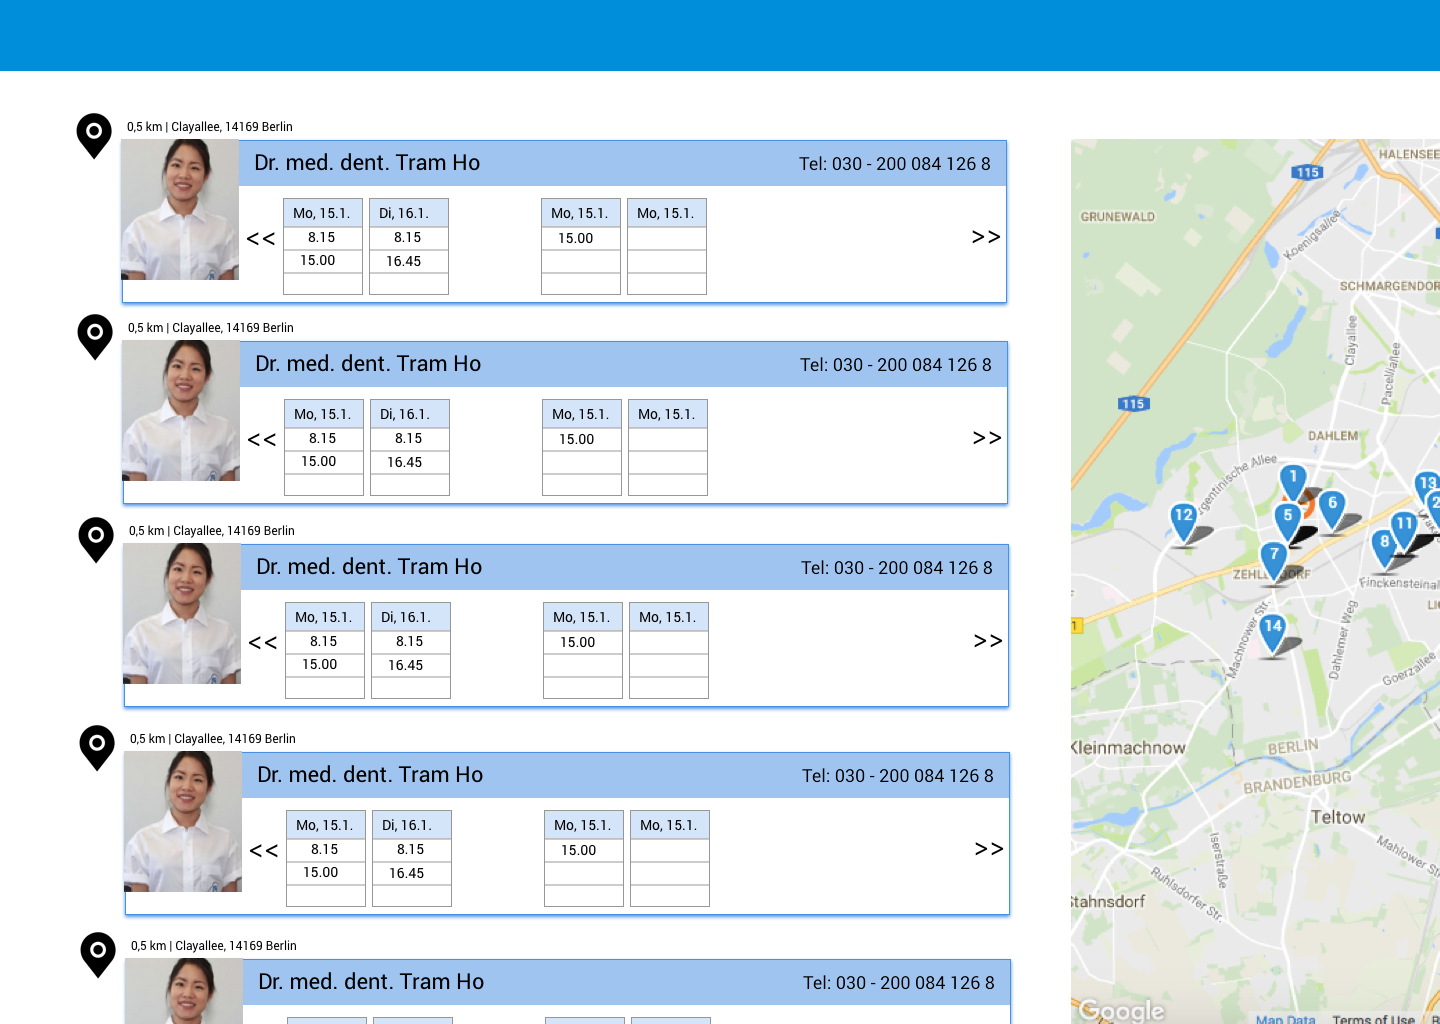 0,5 km | Clayallee, 14169 Berlin
Dr. med. dent. Tram Ho
Tel: 030 - 200 084 126 8
<<
Mo, 15.1.
Di, 16.1.
Mo, 15.1.
Mo, 15.1.
>>
8.15
8.15
15.00
15.00
16.45
0,5 km | Clayallee, 14169 Berlin
Dr. med. dent. Tram Ho
Tel: 030 - 200 084 126 8
<<
Mo, 15.1.
Di, 16.1.
Mo, 15.1.
Mo, 15.1.
>>
8.15
8.15
15.00
15.00
16.45
0,5 km | Clayallee, 14169 Berlin
Dr. med. dent. Tram Ho
Tel: 030 - 200 084 126 8
<<
Mo, 15.1.
Di, 16.1.
Mo, 15.1.
Mo, 15.1.
>>
8.15
8.15
15.00
15.00
16.45
0,5 km | Clayallee, 14169 Berlin
Dr. med. dent. Tram Ho
Tel: 030 - 200 084 126 8
<<
Mo, 15.1.
Di, 16.1.
Mo, 15.1.
Mo, 15.1.
>>
8.15
8.15
15.00
15.00
16.45
0,5 km | Clayallee, 14169 Berlin
Dr. med. dent. Tram Ho
Tel: 030 - 200 084 126 8
HALENSEE
115
GRUNEWALD
Koenigsallee
SCHMARGENDOR
Clayallee
Pacelliallee
115
DAHLEM
Argentinische Allee
1
13
2
12
6
5
11
8
7
ZEHLENDORF
Finckensteinal
1
14
Machnower Str.
Dahlemer Weg
Goerzallee
Kleinmachnow
BERLIN
BRANDENBURG
Teltow
Iserstraße
Mahlower St
Ruhlsdorfer Str.
Stahnsdorf
Google
Map Data
Terms of Use